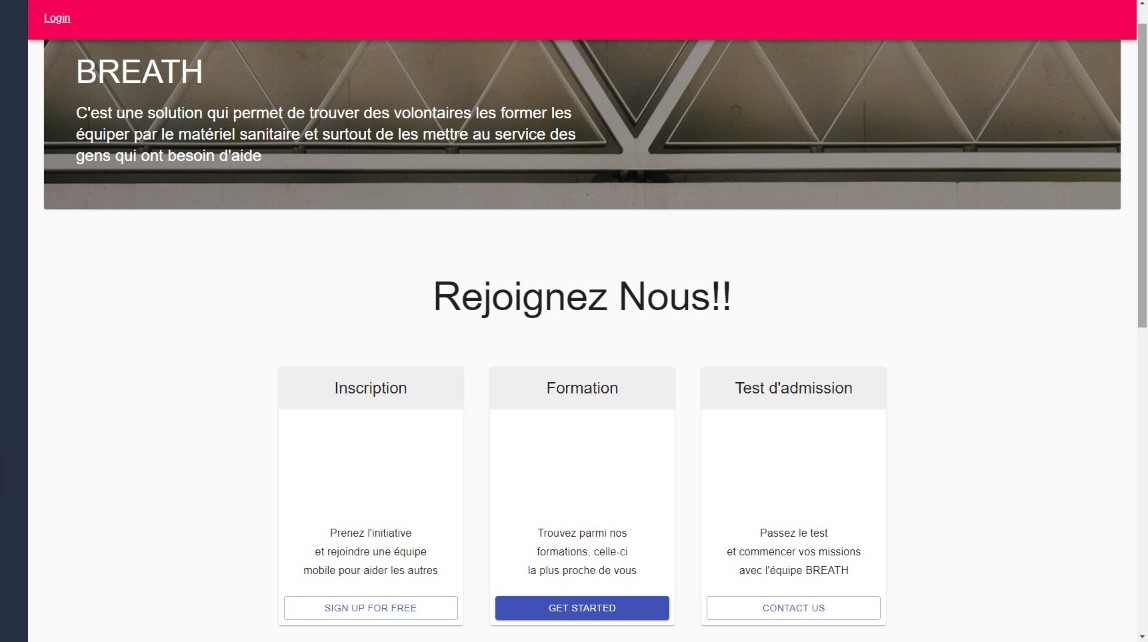 Login
BREATH
C'est une solution qui permet de trouver des volontaires les former les
équiper par le matériel sanitaire et surtout de les mettre au service des
gens qui ont besoin d'aide
Rejoignez Nous!!
Inscription
Prenez l'initiative
et rejoindre une équipe
mobile pour aider les autres
SIGN UP FOR FREE
Formation
Trouvez parmi nos
formations, celle-ci
la plus proche de vous
GET STARTED
Test d'admission
Passez le test
et commencer vos missions
avec l'équipe BREATH
CONTACT US